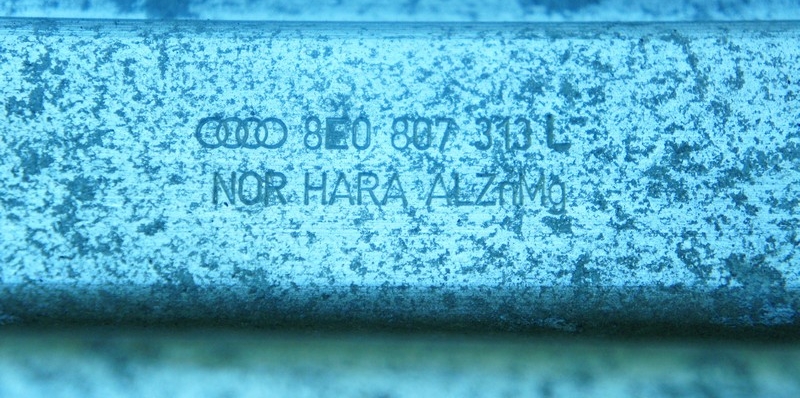 8E0 807 313 L
NOR HARA ALZnMg